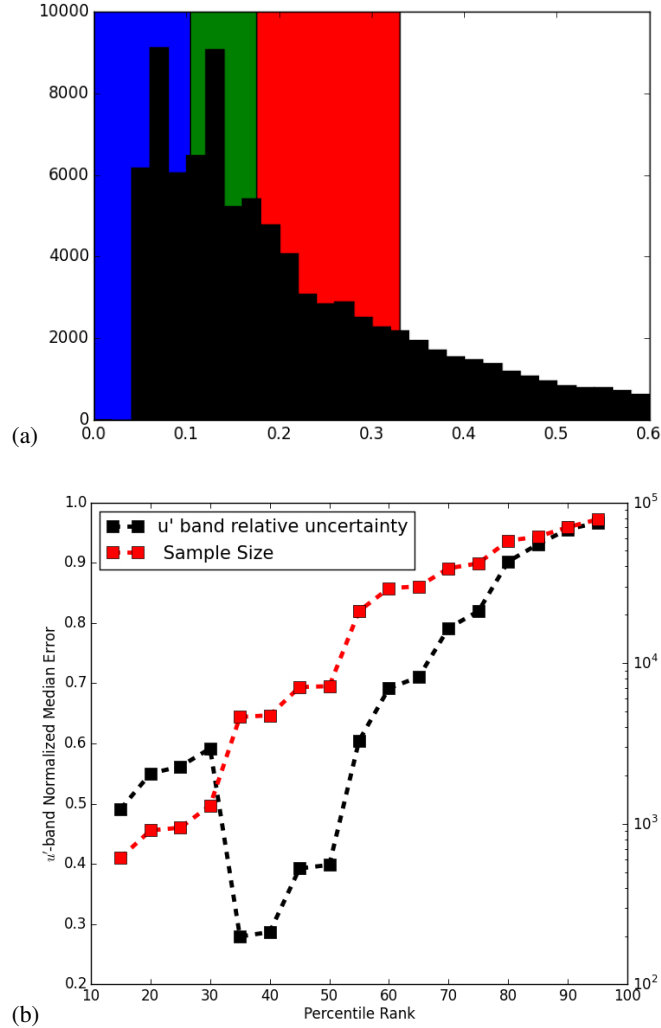 10000
8000
6000
4000
2000
0
0.0 0.1 0.2 0.3 0.4 0.5 0.6
(a)
1.0
0.9
0.8
0.7
0.6
0.5
0.4
0.3
0.2
u'-band Normalized Median Error
u' band relative uncertainty
Sample Size
10^5
10^4
10^3
10^2
10 20 30 40 50 60 70 80 90 100
Percentile Rank
(b)